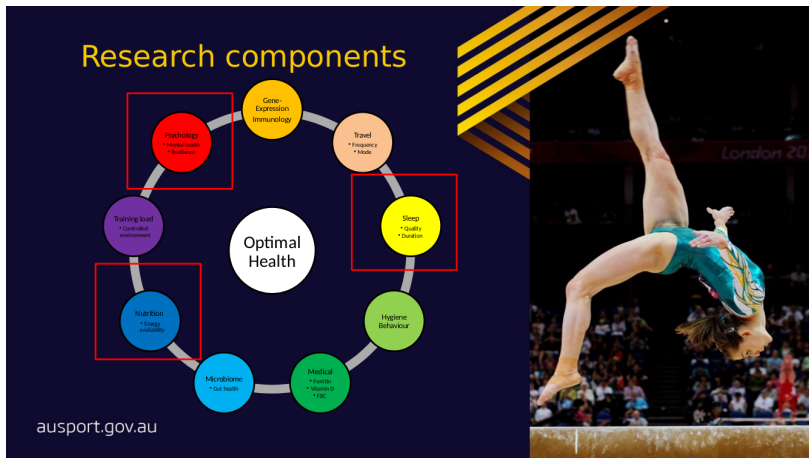 Research components
Gene-
Expression
Immunology
Travel
• Frequency
• Mode
Sleep
• Quality
• Duration
Hygiene
Behaviour
Medical
• Ferritin
• Vitamin D
• FBC
Microbiome
• Gut health
Nutrition
• Energy
availability
Training load
• Controlled
environment
Psychology
• Mental health
• Resilience
Optimal
Health
London 20
ausport.gov.au